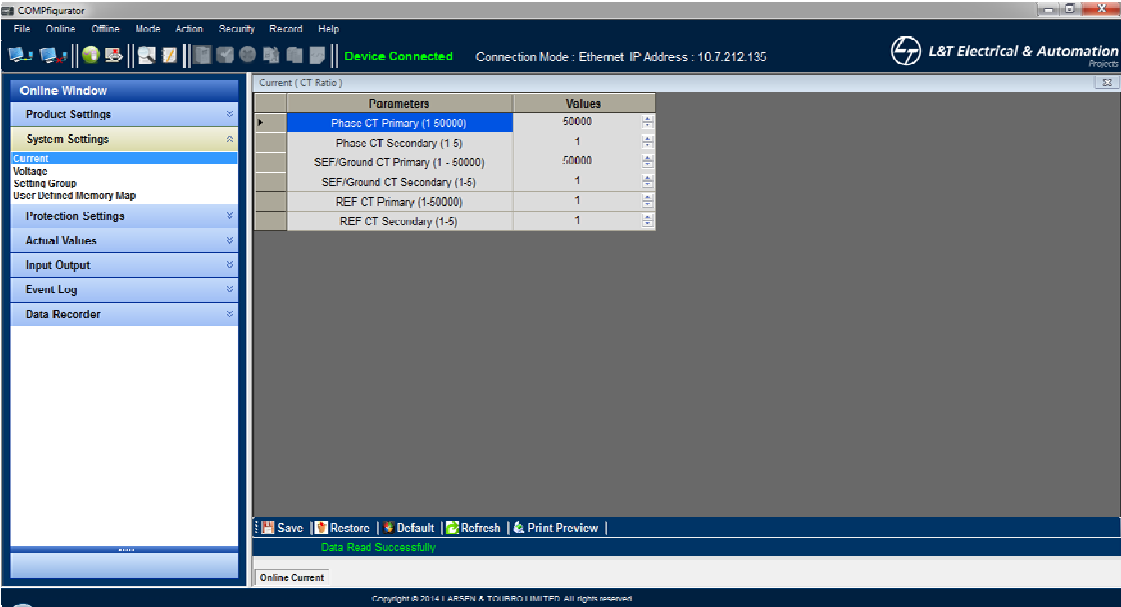 COMPfigurator
File Online Offline Mode Action Security Record Help
Device Connected Connection Mode : Ethernet IP Address : 10.7.212.135
L&T Electrical & Automation
Projects
Online Window
Product Settings
System Settings
Current
Voltage
Setting Group
User Defined Memory Map
Protection Settings
Actual Values
Input Output
Event Log
Data Recorder
Current ( CT Ratio )
Parameters Values
Phase CT Primary (1-50000) 50000
Phase CT Secondary (1-5) 1
SEF/Ground CT Primary (1 - 50000) 50000
SEF/Ground CT Secondary (1-5) 1
REF CT Primary (1-50000) 1
REF CT Secondary (1-5) 1
Save Restore Default Refresh Print Preview
Data Read Successfully
Online Current
Copyright © 2014 LARSEN & TOUBRO LIMITED. All rights reserved.